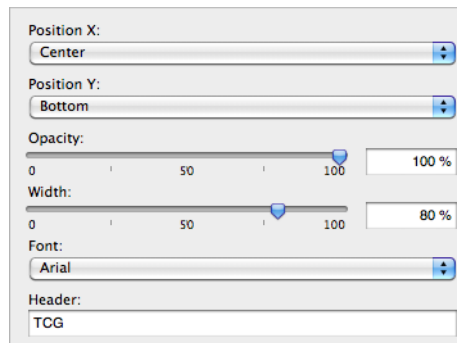 Position X:
Center
Position Y:
Bottom
Opacity:
100 %
0 50 100
Width:
80 %
0 50 100
Font:
Arial
Header:
TCG